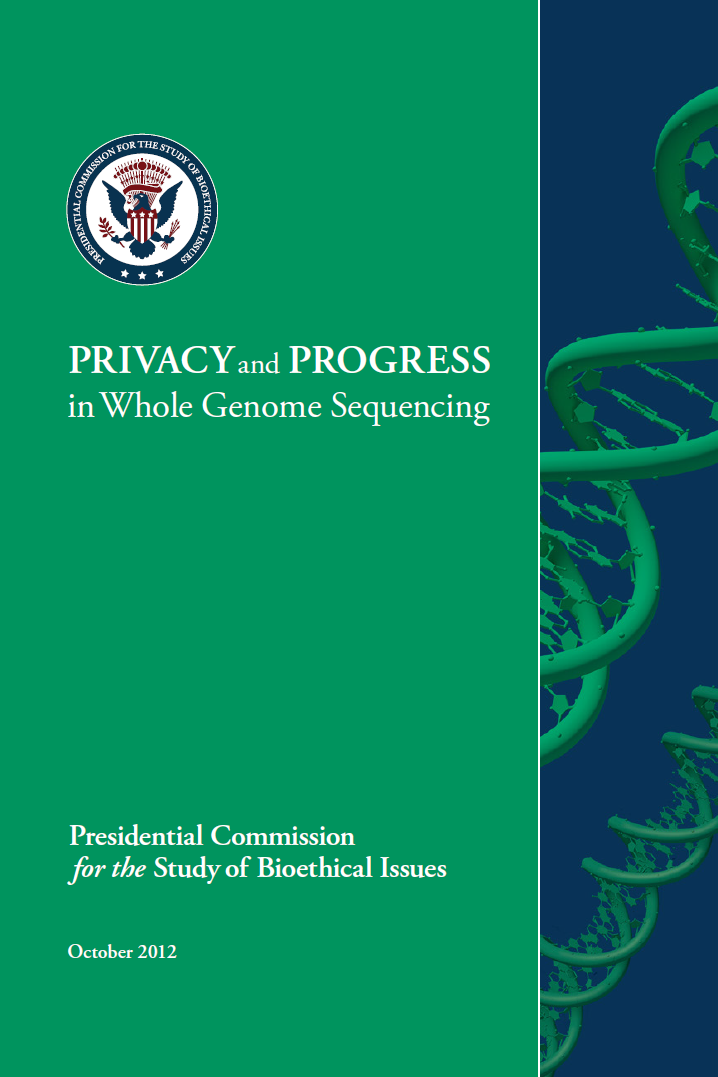 PRESIDENTIAL COMMISSION FOR THE STUDY OF BIOETHICAL ISSUES
PRIVACY and PROGRESS
in Whole Genome Sequencing
Presidential Commission
for the Study of Bioethical Issues
October 2012